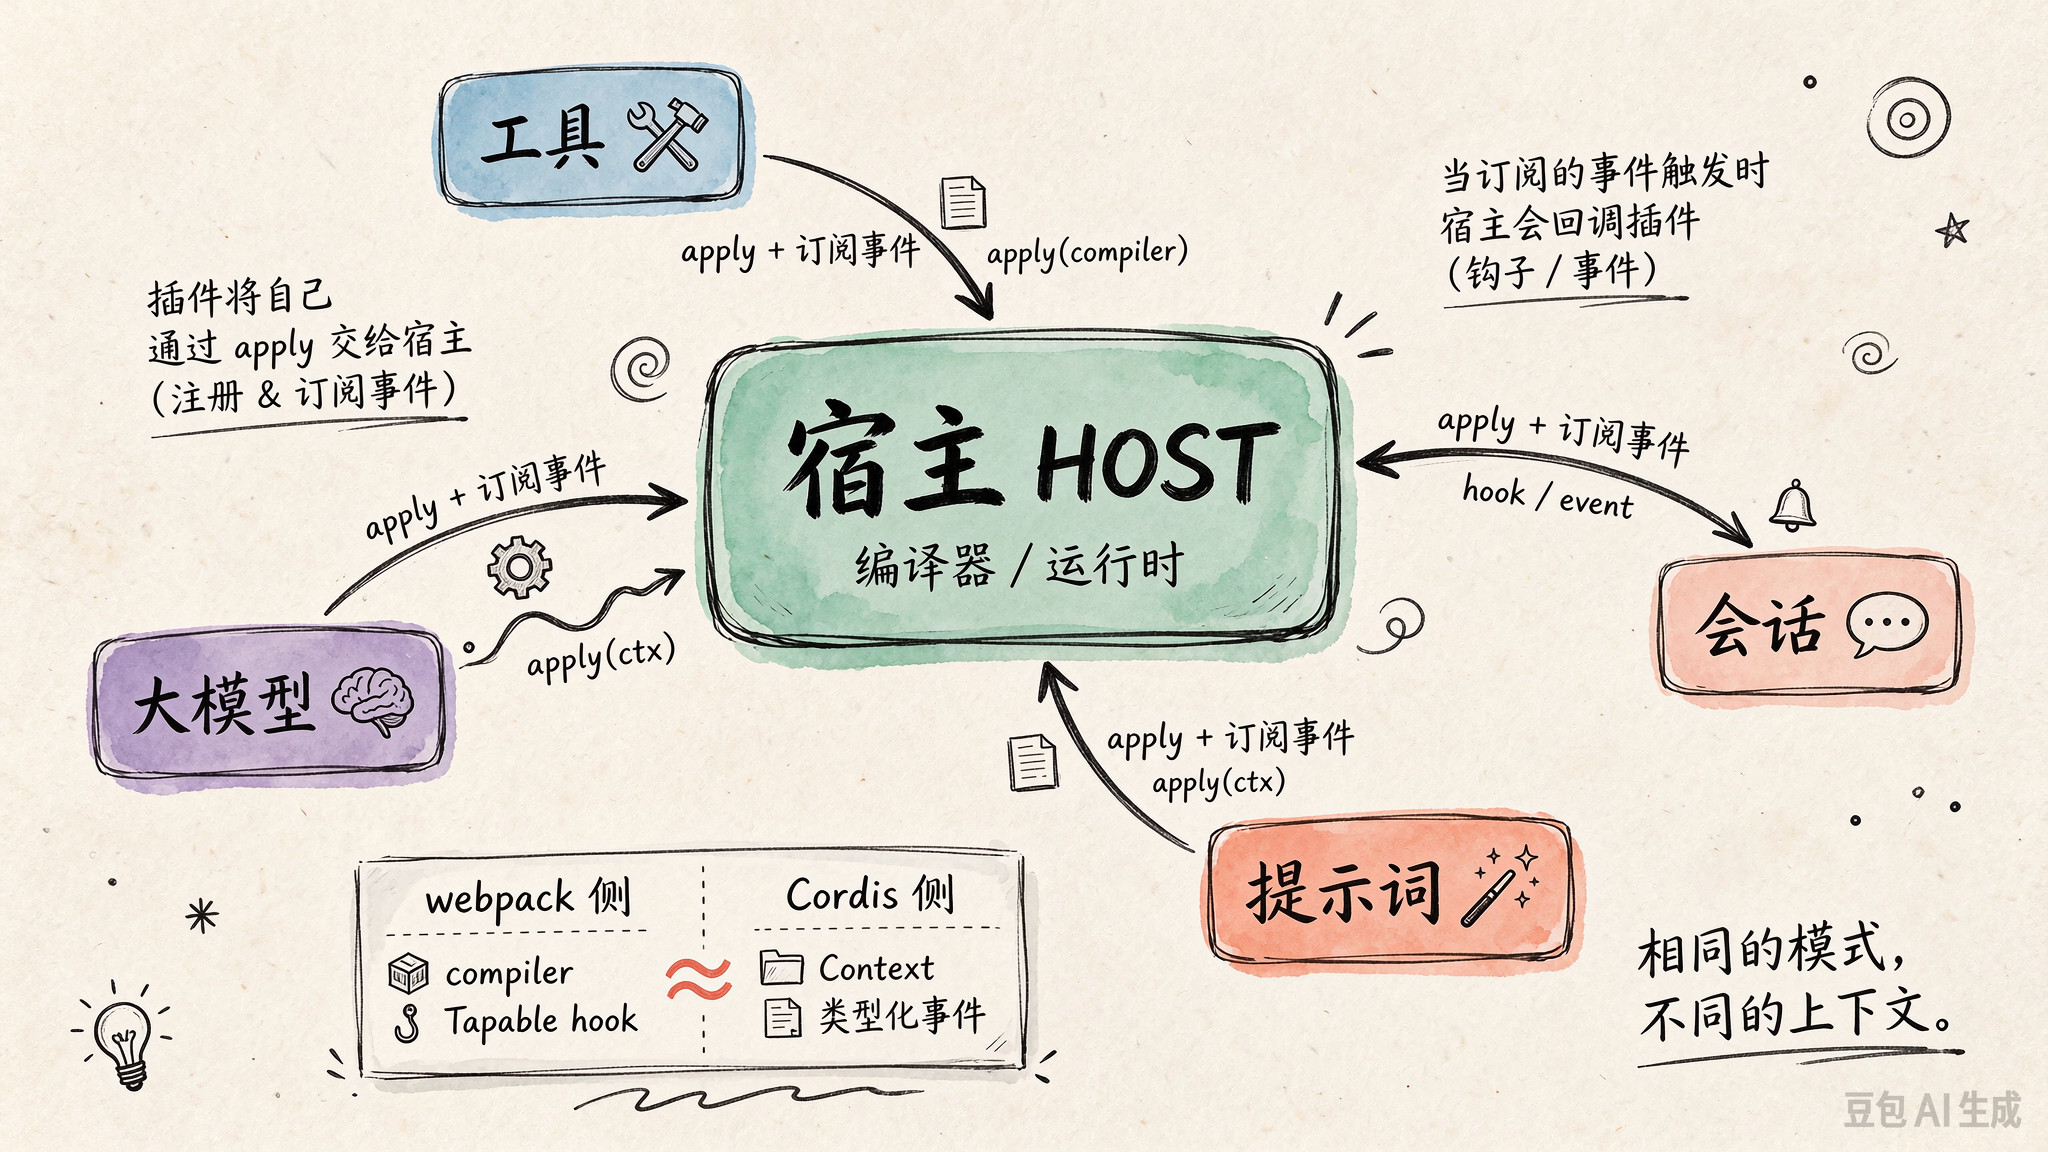 工具
apply + 订阅事件
apply(compiler)
当订阅的事件触发时
宿主会回调插件
(钩子 / 事件)
插件将自己
通过 apply 交给宿主
(注册 & 订阅事件)
宿主 HOST
编译器 / 运行时
apply + 订阅事件
apply(ctx)
大模型
apply + 订阅事件
hook / event
会话
apply + 订阅事件
apply(ctx)
提示词
webpack 侧
compiler
Tapable hook
≈
Cordis 侧
Context
类型化事件
相同的模式，
不同的上下文。
豆包 AI 生成